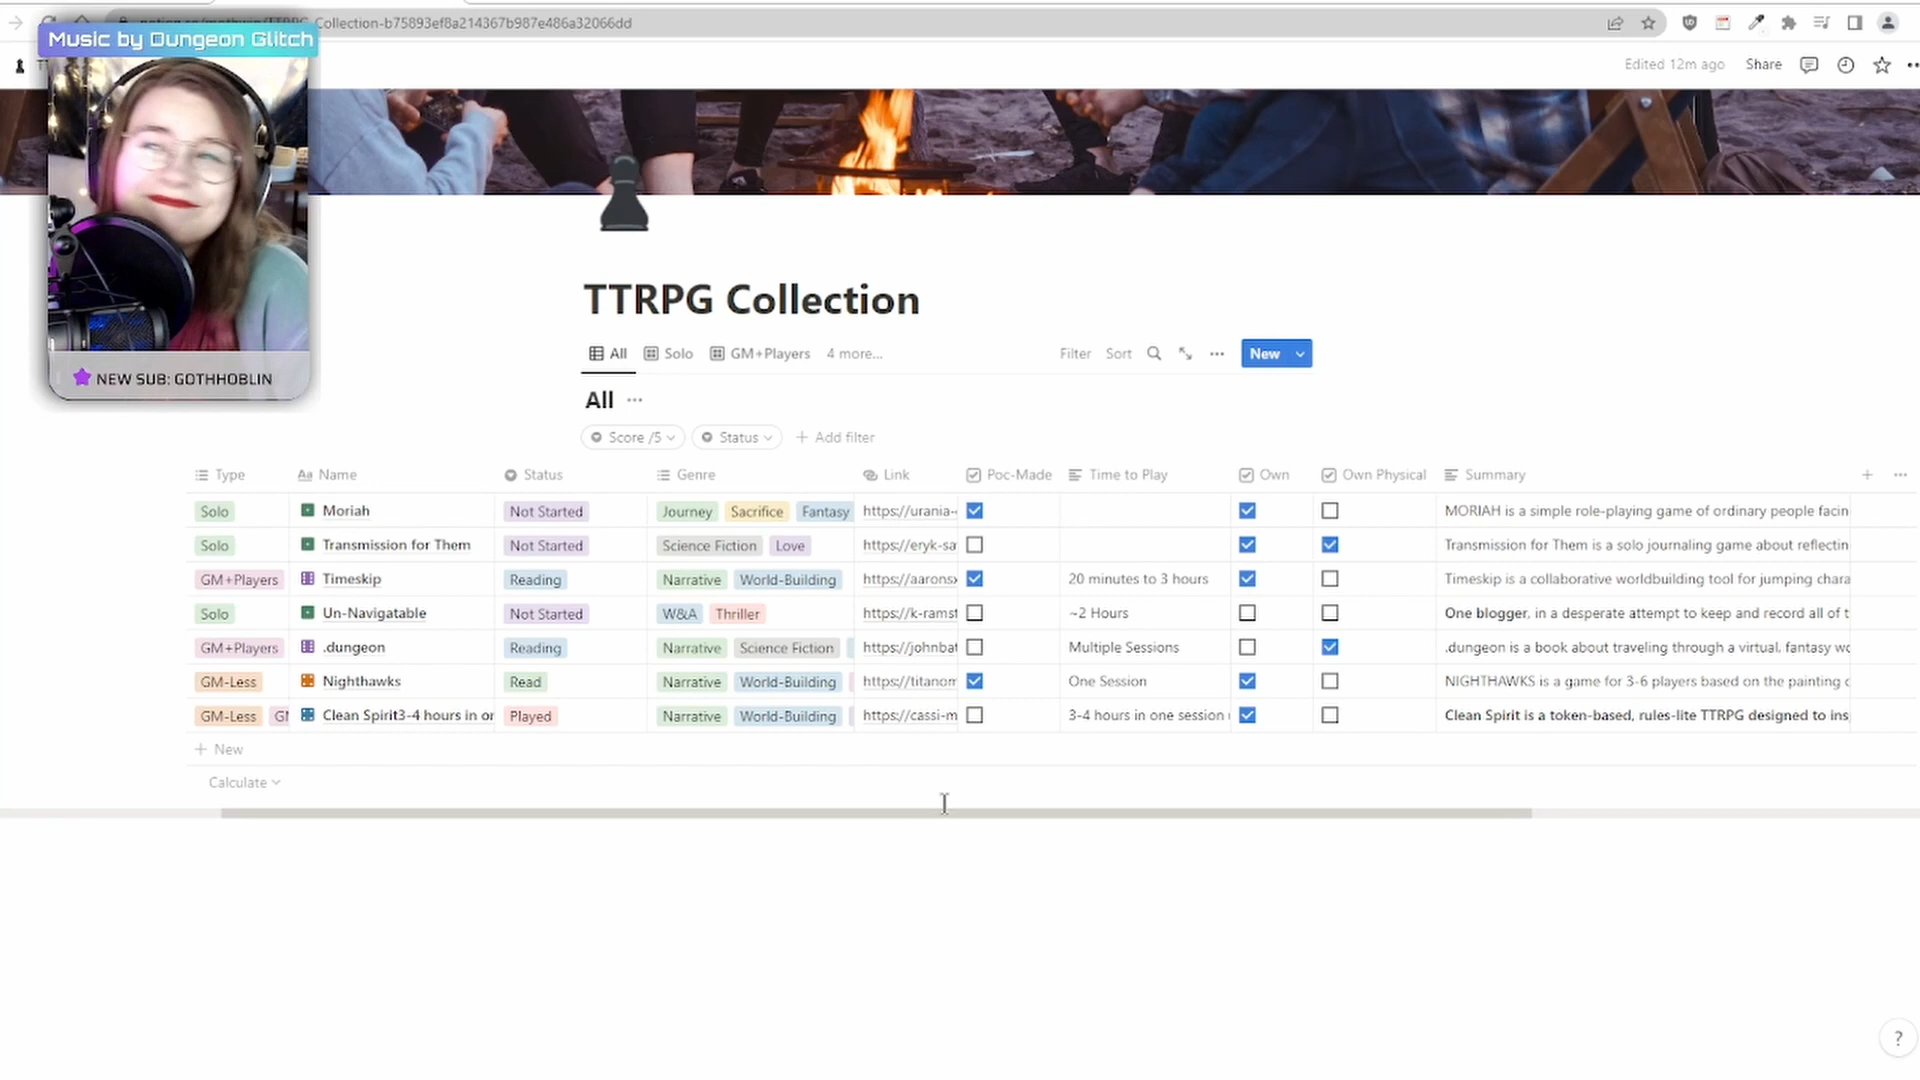 TTRPG_Collection-b75893ef8a214367b987e486a32066dd
Music by Dungeon Glitch
Edited 12m ago Share
NEW SUB: GOTHHOBLIN
TTRPG Collection
All Solo GM+Players 4 more... Filter Sort New
All
Score /5 Status Add filter
Type Name Status Genre Link Poc-Made Time to Play Own Own Physical Summary
Solo Moriah Not Started Journey Sacrifice Fantasy https://urania- MORIAH is a simple role-playing game of ordinary people facin
Solo Transmission for Them Not Started Science Fiction Love https://eryk-sa Transmission for Them is a solo journaling game about reflectin
GM+Players Timeskip Reading Narrative World-Building https://aarons 20 minutes to 3 hours Timeskip is a collaborative worldbuilding tool for jumping chara
Solo Un-Navigatable Not Started W&A Thriller https://k-ramst ~2 Hours One blogger, in a desperate attempt to keep and record all of t
GM+Players .dungeon Reading Narrative Science Fiction https://johnbat Multiple Sessions .dungeon is a book about traveling through a virtual, fantasy wo
GM-Less Nighthawks Read Narrative World-Building https://titanom One Session NIGHTHAWKS is a game for 3-6 players based on the painting
GM-Less GM Clean Spirit3-4 hours in or Played Narrative World-Building https://cassi-m 3-4 hours in one session Clean Spirit is a token-based, rules-lite TTRPG designed to ins
+ New
Calculate
?